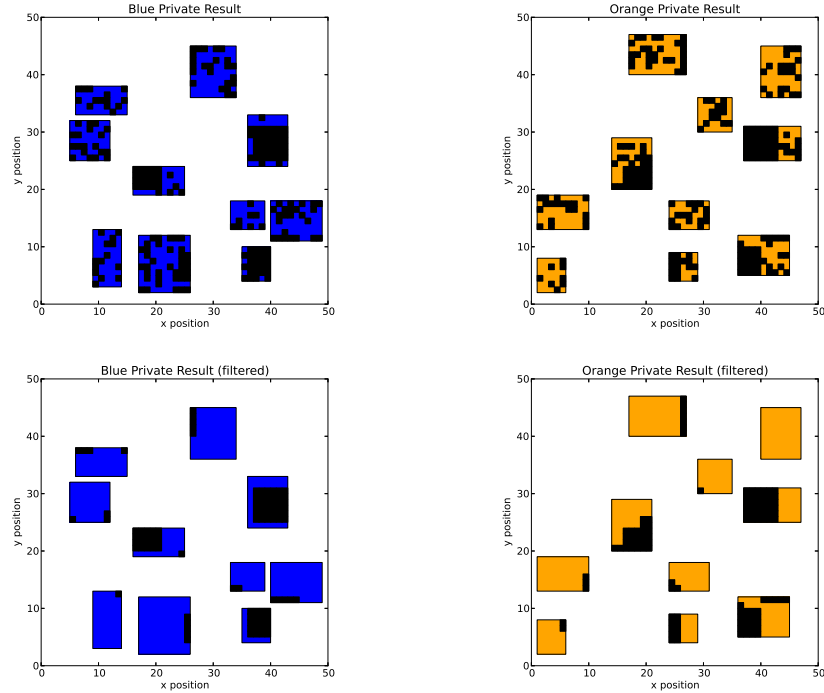 Blue Private Result
Orange Private Result
50
40
30
20
10
0
y position
0 10 20 30 40 50
x position
50
40
30
20
10
0
y position
0 10 20 30 40 50
x position
Blue Private Result (filtered)
Orange Private Result (filtered)
50
40
30
20
10
0
y position
0 10 20 30 40 50
x position
50
40
30
20
10
0
y position
0 10 20 30 40 50
x position